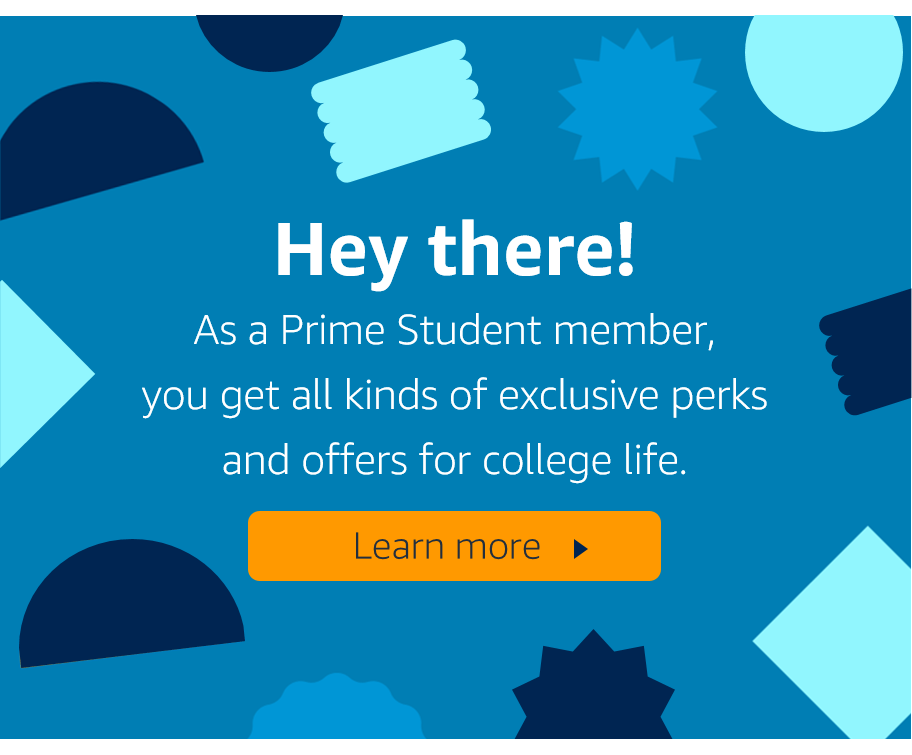 Hey there!
As a Prime Student member,
you get all kinds of exclusive perks
and offers for college life.
Learn more